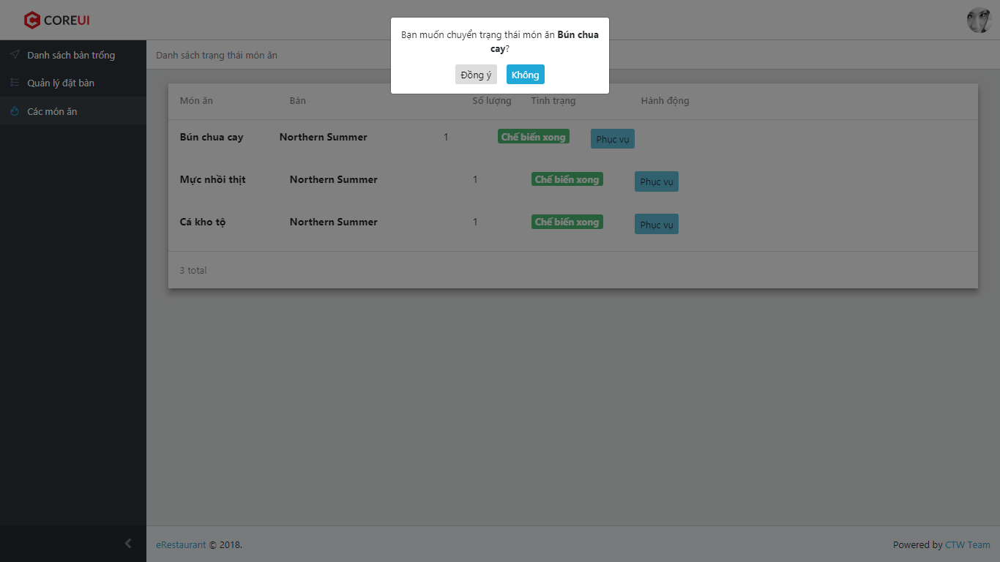 COREUI
Bạn muốn chuyển trạng thái món ăn Bún chua
cay?
Đồng ý Không
Danh sách bàn trống
Quản lý đặt bàn
Các món ăn
Danh sách trạng thái món ăn
Món ăn Bàn Số lượng Tình trạng Hành động
Bún chua cay Northern Summer 1 Chế biến xong Phục vụ
Mực nhồi thịt Northern Summer 1 Chế biến xong Phục vụ
Cá kho tộ Northern Summer 1 Chế biến xong Phục vụ
3 total
eRestaurant © 2018. Powered by CTW Team